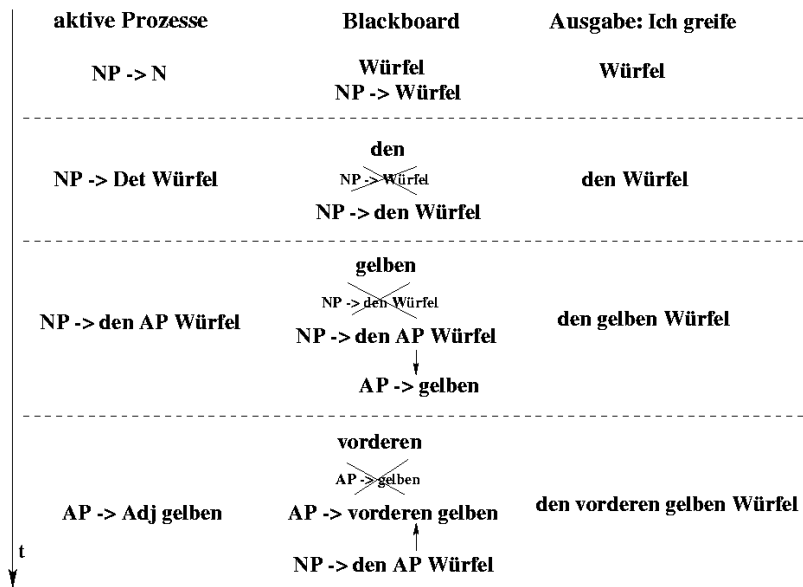 aktive Prozesse Blackboard Ausgabe: Ich greife
NP -> N
Würfel
NP -> Würfel
Würfel
NP -> Det Würfel
den
NP -> Würfel
NP -> den Würfel
den Würfel
NP -> den AP Würfel
gelben
NP -> den Würfel
NP -> den AP Würfel
AP -> gelben
den gelben Würfel
AP -> Adj gelben
vorderen
AP -> gelben
AP -> vorderen gelben
NP -> den AP Würfel
den vorderen gelben Würfel
t